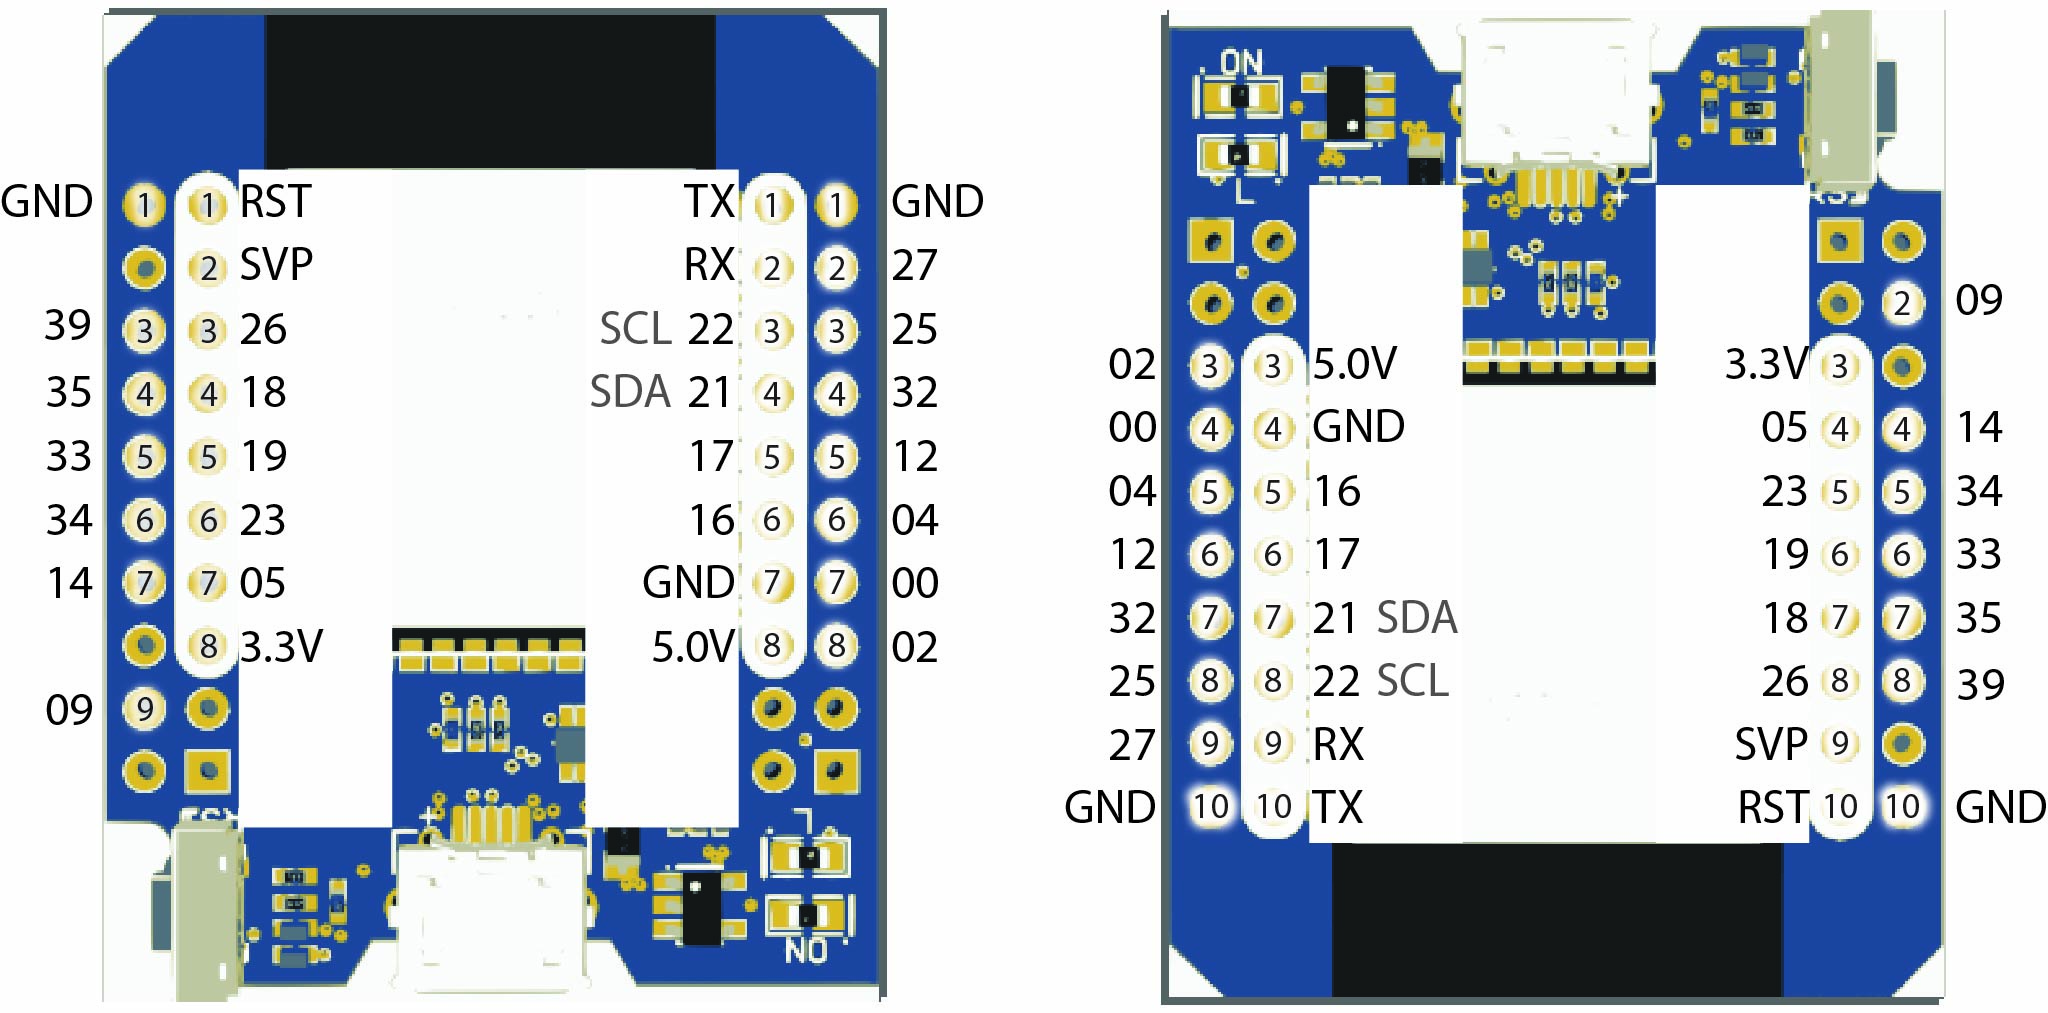 GND 1 1 RST TX 1 1 GND
2 SVP RX 2 2 27
39 3 3 26 SCL 22 3 3 25
35 4 4 18 SDA 21 4 4 32
33 5 5 19 17 5 5 12
34 6 6 23 16 6 6 04
14 7 7 05 GND 7 7 00
8 3.3V 5.0V 8 8 02
09 9
+ L
ON
ON
L +
2 09
02 3 3 5.0V 3.3V 3
00 4 4 GND 05 4 4 14
04 5 5 16 23 5 5 34
12 6 6 17 19 6 6 33
32 7 7 21 SDA 18 7 7 35
25 8 8 22 SCL 26 8 8 39
27 9 9 RX SVP 9
GND 10 10 TX RST 10 10 GND